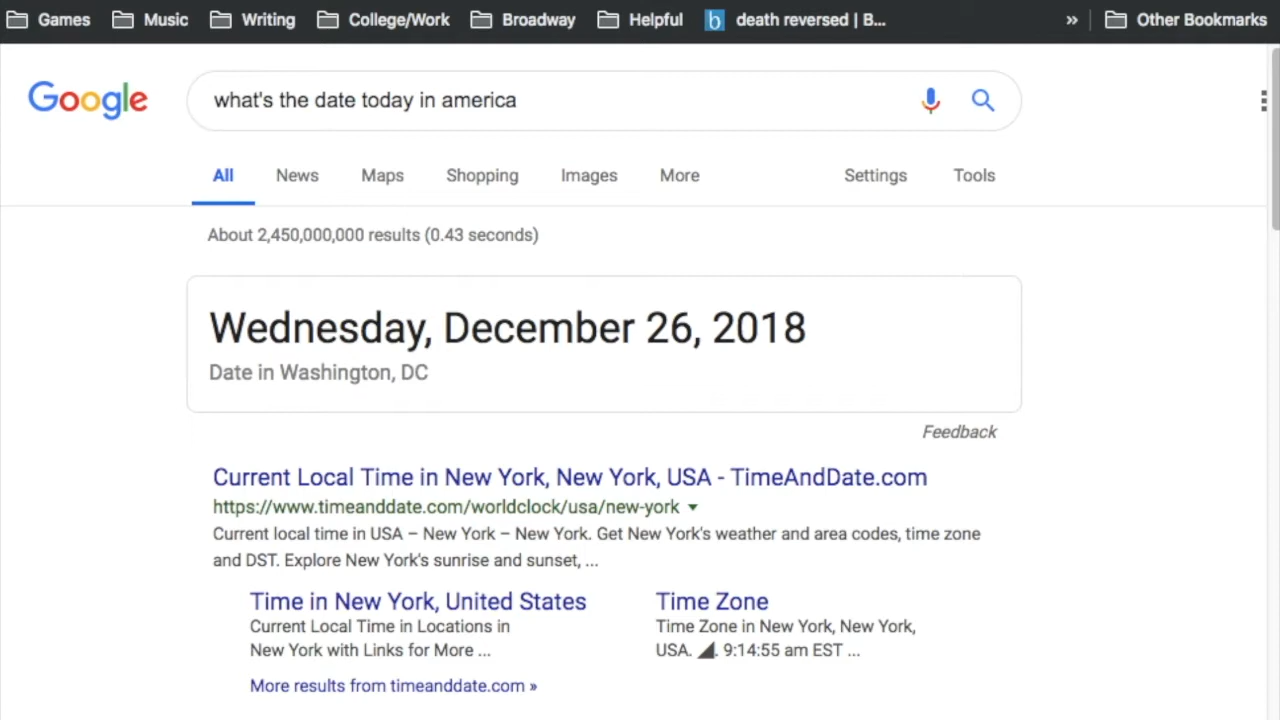 Games Music Writing College/Work Broadway Helpful b death reversed | B... » Other Bookmarks
Google what's the date today in america
All News Maps Shopping Images More Settings Tools
About 2,450,000,000 results (0.43 seconds)
Wednesday, December 26, 2018
Date in Washington, DC
Feedback
Current Local Time in New York, New York, USA - TimeAndDate.com
https://www.timeanddate.com/worldclock/usa/new-york
Current local time in USA – New York – New York. Get New York's weather and area codes, time zone
and DST. Explore New York's sunrise and sunset, ...
Time in New York, United States
Current Local Time in Locations in
New York with Links for More ...
Time Zone
Time Zone in New York, New York,
USA. 9:14:55 am EST ...
More results from timeanddate.com »